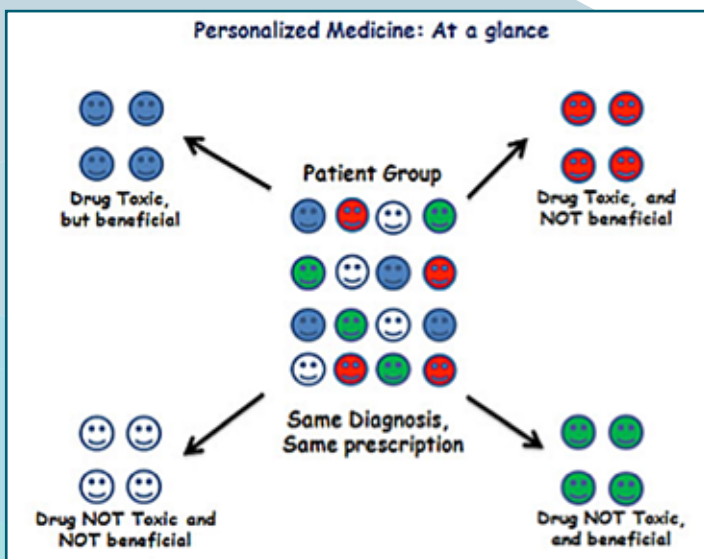 Personalized Medicine: At a glance
Drug Toxic,
but beneficial
Patient Group
Drug Toxic, and
NOT beneficial
Same Diagnosis,
Same prescription
Drug NOT Toxic and
NOT beneficial
Drug NOT Toxic,
and beneficial